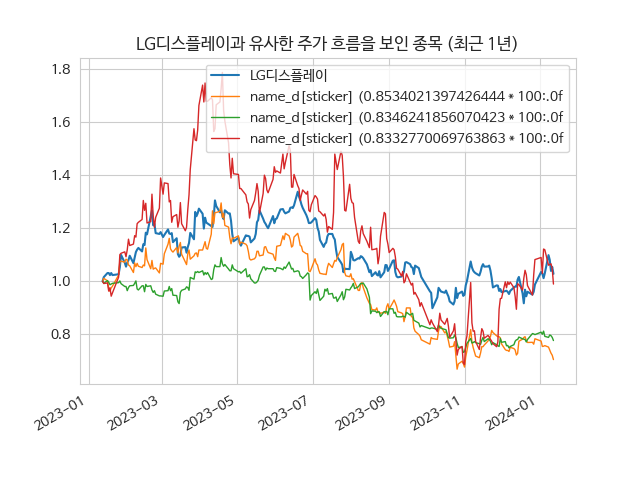 LG디스플레이과 유사한 주가 흐름을 보인 종목 (최근 1년)
LG디스플레이
name_d[sticker] (0.8534021397426444 * 100:.0f
name_d[sticker] (0.8346241856070423 * 100:.0f
name_d[sticker] (0.8332770069763863 * 100:.0f
1.8
1.6
1.4
1.2
1.0
0.8
2023-01
2023-03
2023-05
2023-07
2023-09
2023-11
2024-01